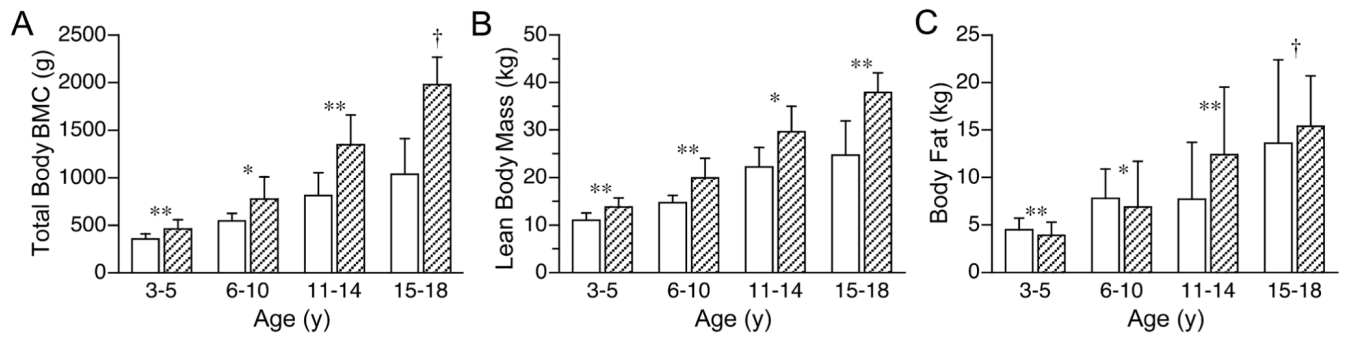 A
Total Body BMC (g)
2500
2000
1500
1000
500
0
**
*
**
†
3-5 6-10 11-14 15-18
Age (y)
B
Lean Body Mass (kg)
50
40
30
20
10
0
**
**
*
**
3-5 6-10 11-14 15-18
Age (y)
C
Body Fat (kg)
25
20
15
10
5
0
**
*
**
†
3-5 6-10 11-14 15-18
Age (y)